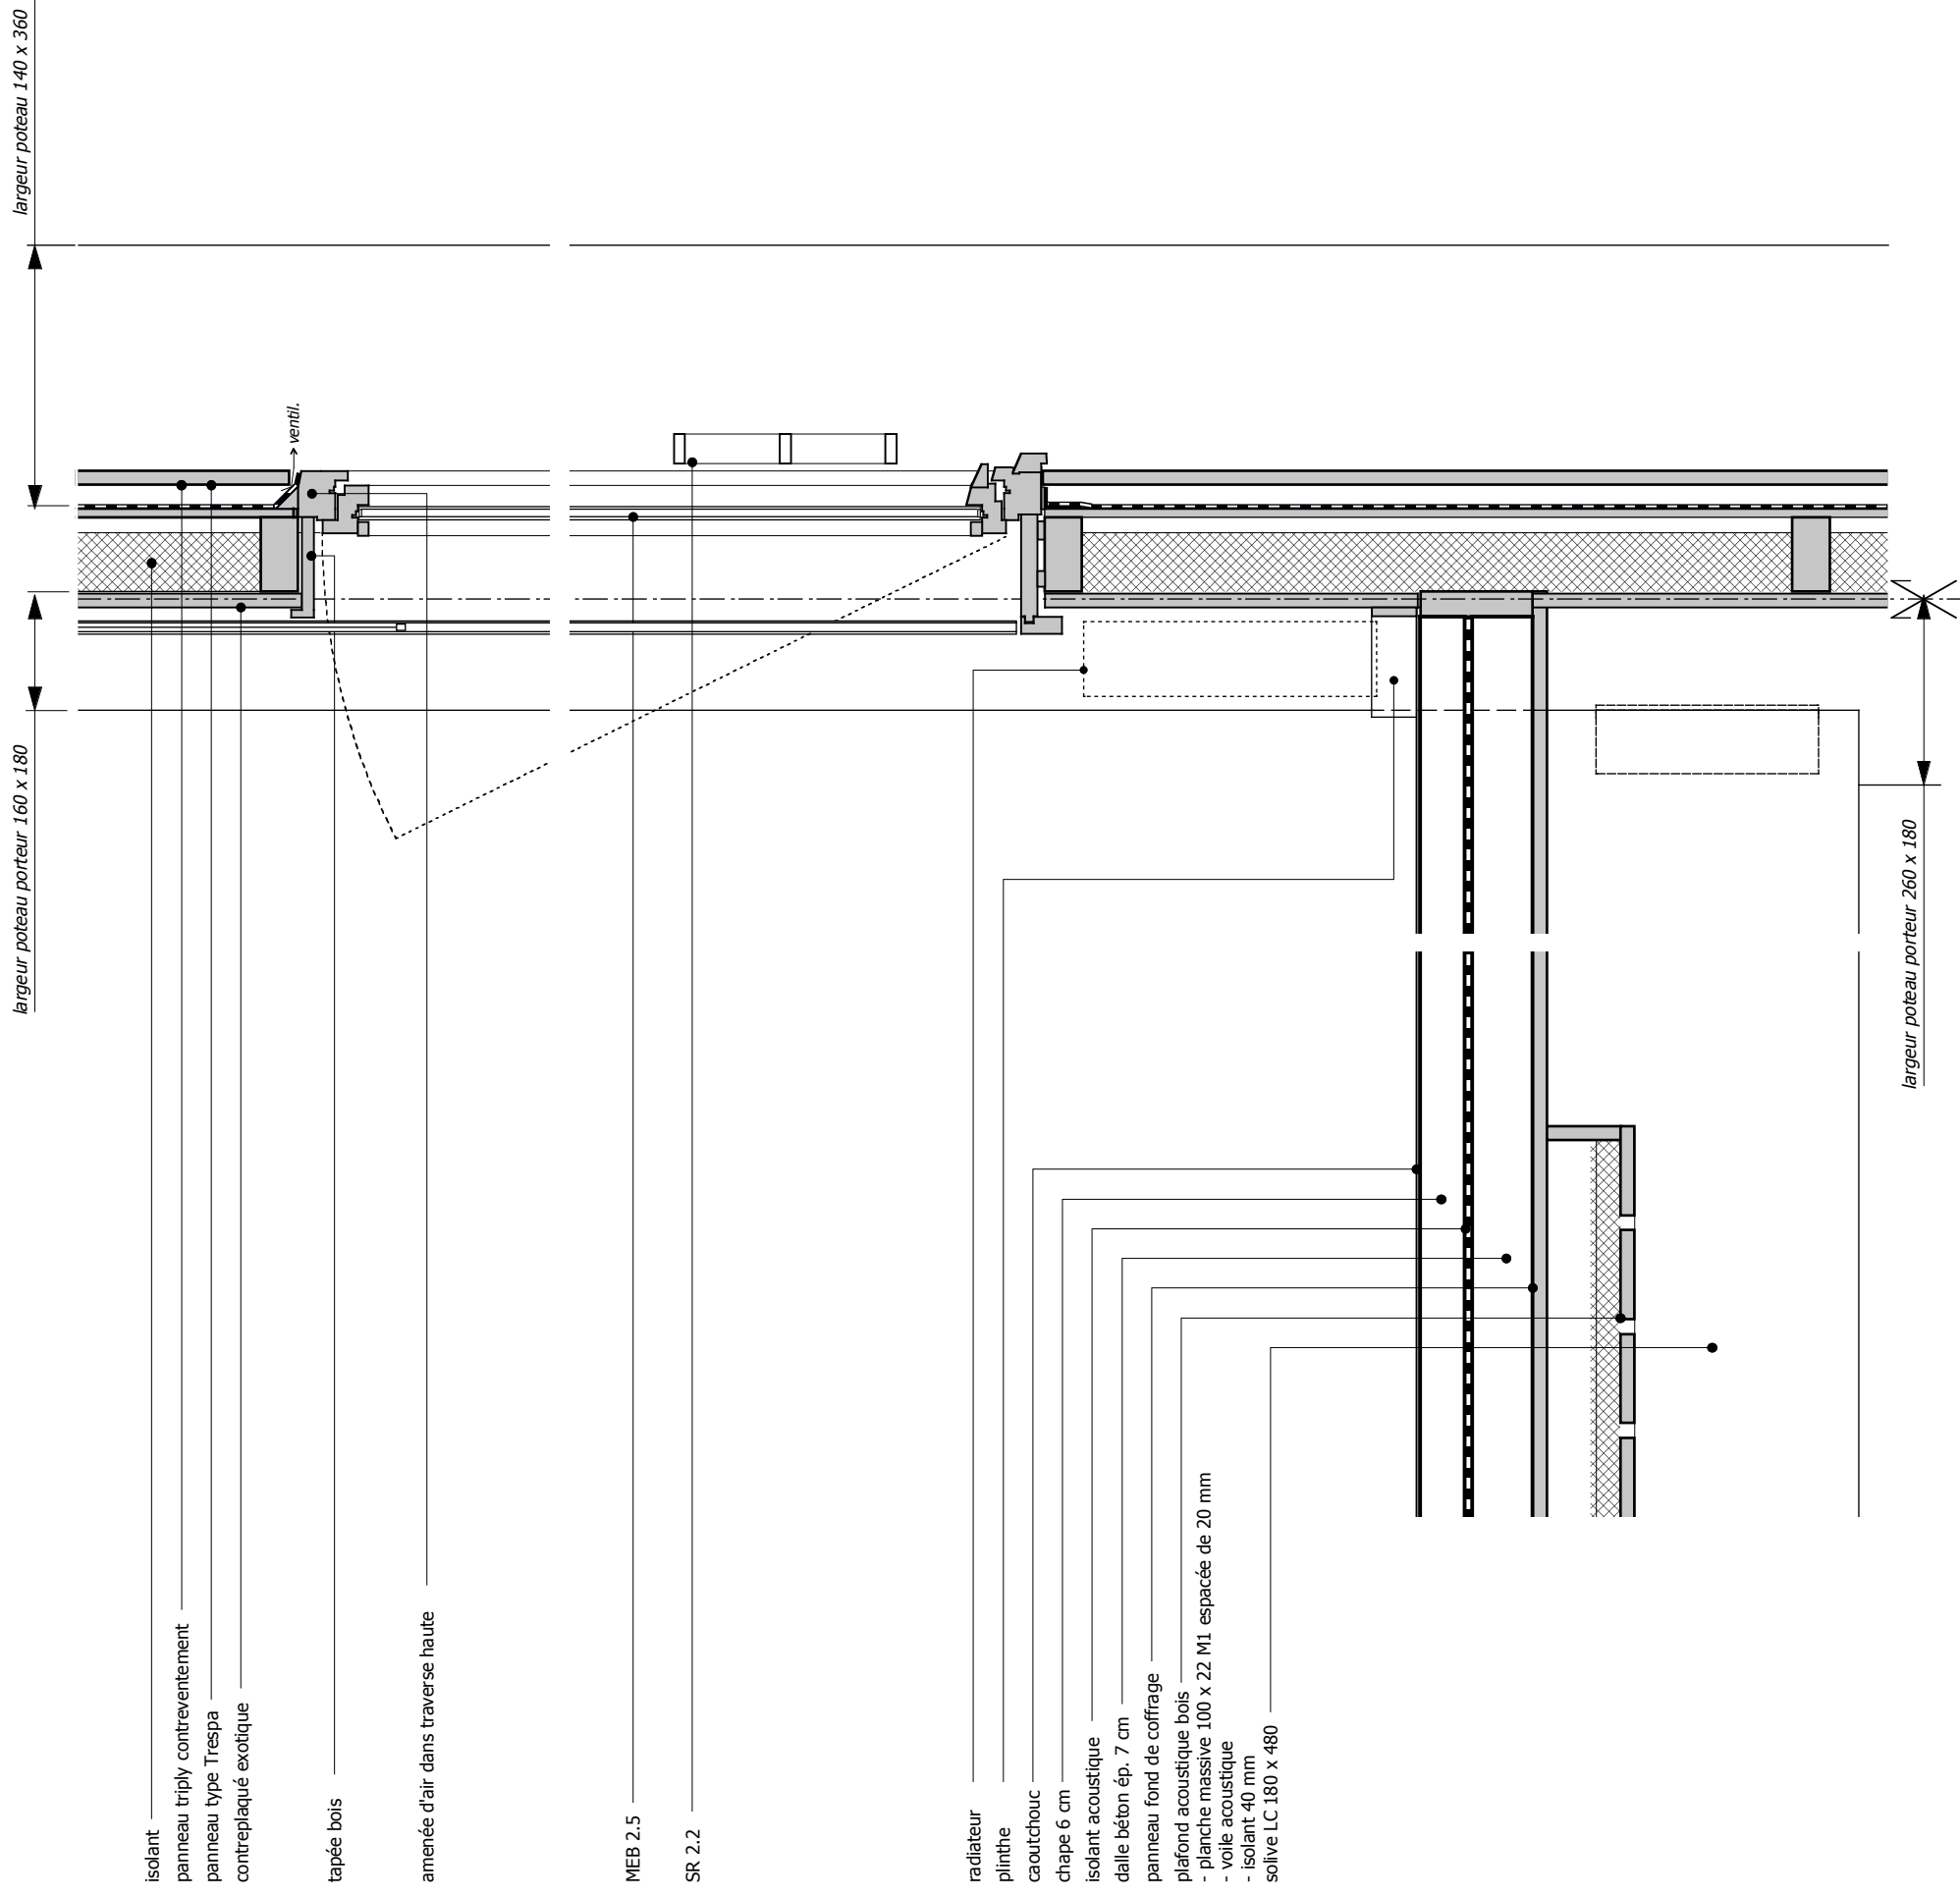 largeur poteau 140 x 360
largeur poteau porteur 160 x 180
ventil.
largeur poteau porteur 260 x 180
isolant
panneau triply contreventement
panneau type Trespa
contreplaqué exotique
tapée bois
amenée d'air dans traverse haute
MEB 2.5
SR 2.2
radiateur
plinthe
caoutchouc
chape 6 cm
isolant acoustique
dalle béton ép. 7 cm
panneau fond de coffrage
plafond acoustique bois
- planche massive 100 x 22 M1 espacée de 20 mm
- voile acoustique
- isolant 40 mm
solive LC 180 x 480